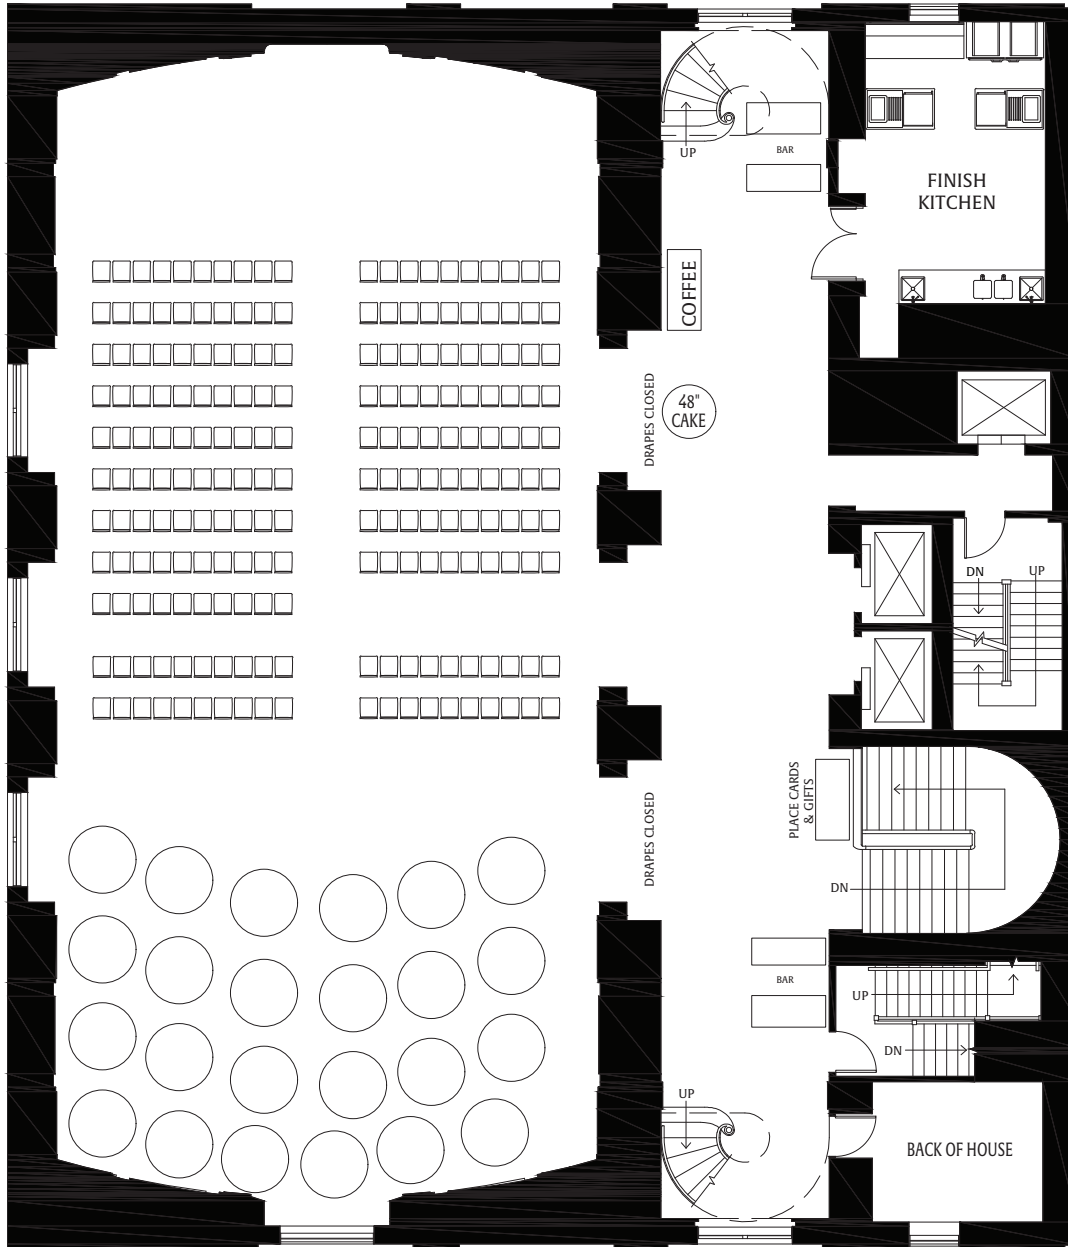 UP
BAR
FINISH
KITCHEN
COFFEE
DRAPES CLOSED
48"
CAKE
DN
UP
PLACE CARDS
& GIFTS
DRAPES CLOSED
DN
BAR
UP
DN
UP
BACK OF HOUSE